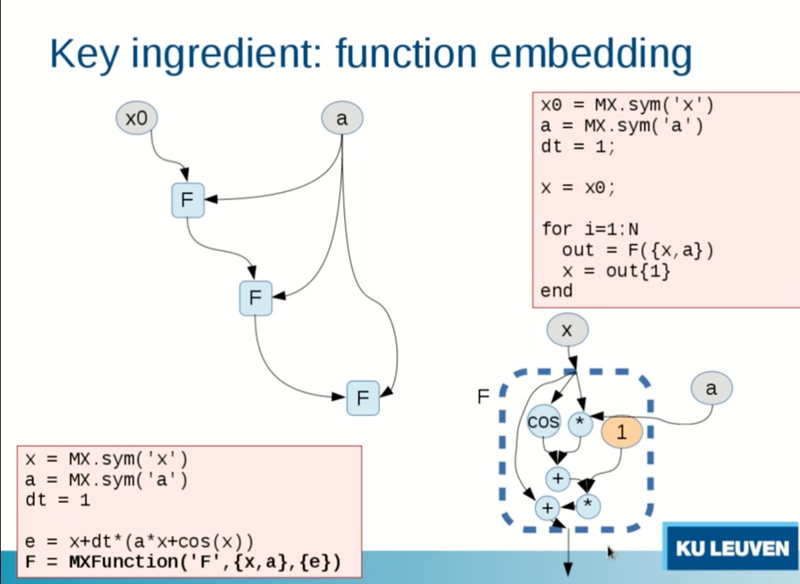 Key ingredient: function embedding
x0
a
F
F
F
x0 = MX.sym('x')
a = MX.sym('a')
dt = 1;
x = x0;
for i=1:N
out = F({x,a})
x = out{1}
end
x
F
a
cos
*
1
+
+
*
x = MX.sym('x')
a = MX.sym('a')
dt = 1
e = x+dt*(a*x+cos(x))
F = MXFunction('F',{x,a},{e})
KU LEUVEN